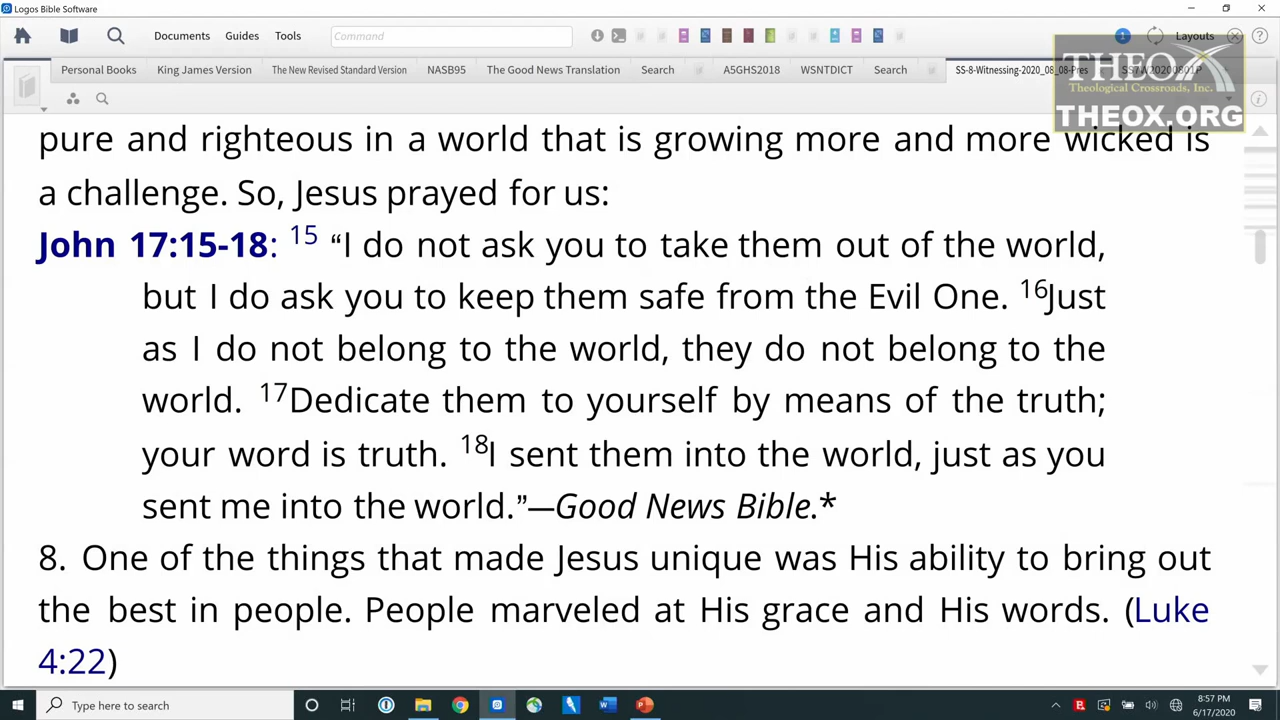 Logos Bible Software
Documents Guides Tools Command 1 Layouts
Personal Books King James Version The New Revised Stan The Good News Translation Search A5GHS2018 WSNTDICT Search SS-8-Witnessing-2020_08_08-Pres
THEOX
Theological Crossroads, Inc.
THEOX.ORG
pure and righteous in a world that is growing more and more wicked is
a challenge. So, Jesus prayed for us:
John 17:15-18: 15 “I do not ask you to take them out of the world,
but I do ask you to keep them safe from the Evil One. 16Just
as I do not belong to the world, they do not belong to the
world. 17Dedicate them to yourself by means of the truth;
your word is truth. 18I sent them into the world, just as you
sent me into the world.”—Good News Bible.*
8. One of the things that made Jesus unique was His ability to bring out
the best in people. People marveled at His grace and His words. (Luke
4:22)
Type here to search
8:57 PM
6/17/2020